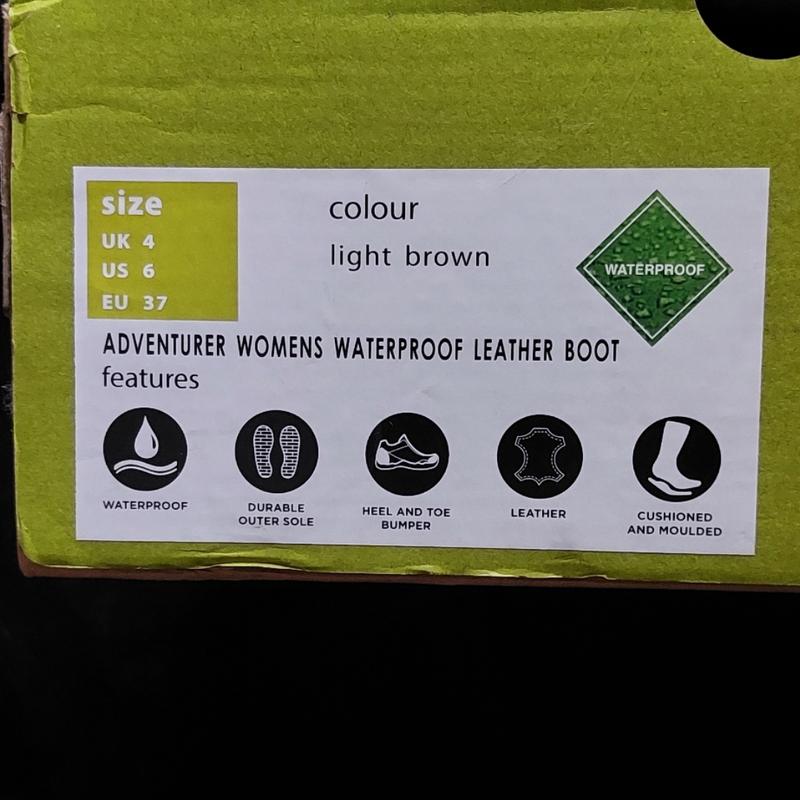 size
UK 4
US 6
EU 37
colour
light brown
WATERPROOF
ADVENTURER WOMENS WATERPROOF LEATHER BOOT
features
WATERPROOF
DURABLE
OUTER SOLE
HEEL AND TOE
BUMPER
LEATHER
CUSHIONED
AND MOULDED